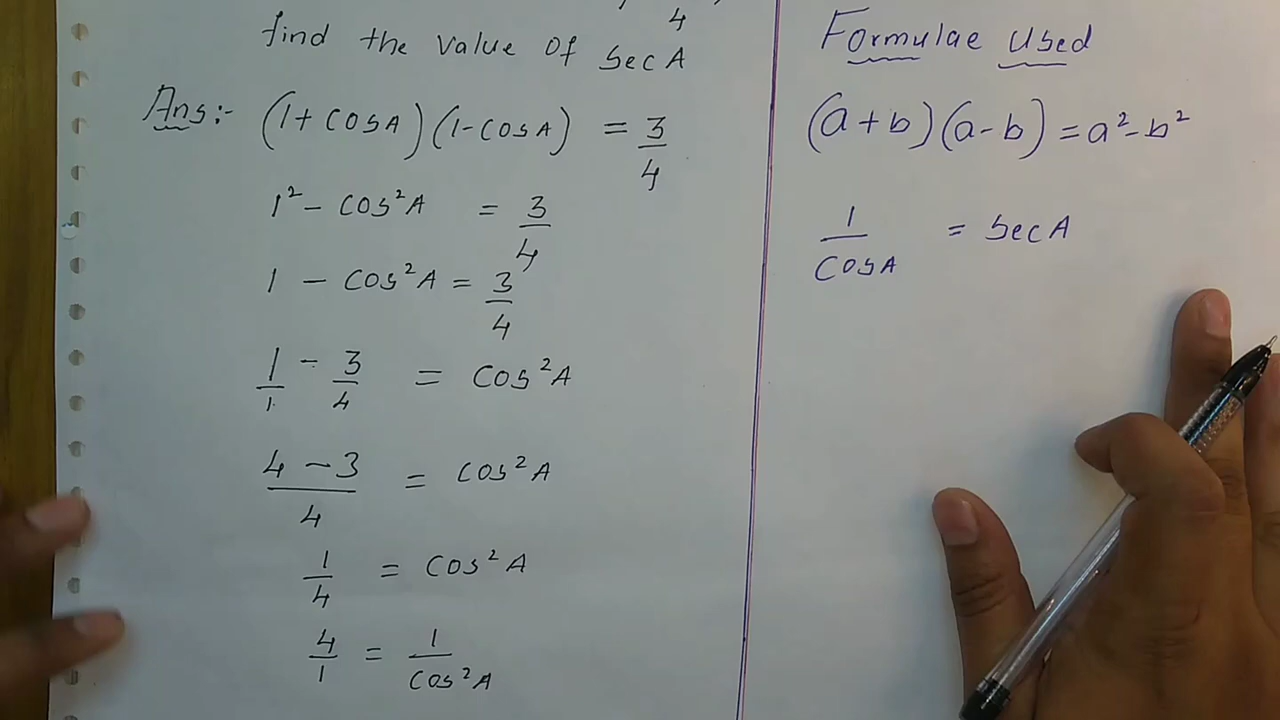 4
find the value of sec A
Ans:- (1+cosA)(1-cosA) = 3/4
1² - cos²A = 3/4
1 - cos²A = 3/4
1/1 - 3/4 = cos²A
4-3/4 = cos²A
1/4 = cos²A
4/1 = 1/cos²A
Formulae Used
(a+b)(a-b) = a²-b²
1/cosA = secA